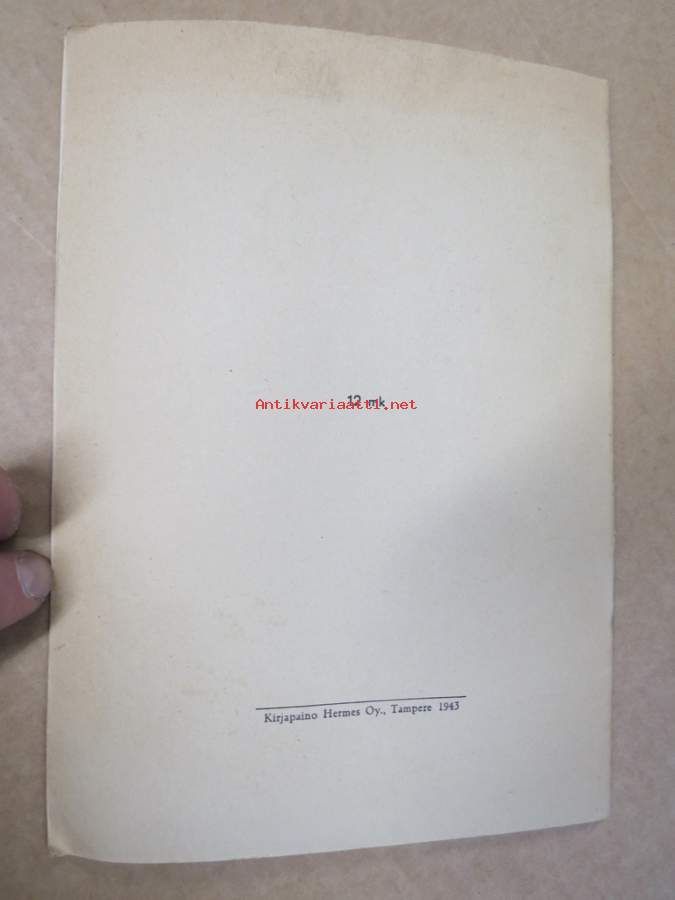 12 mk
Antikvariaatti.net
Kirjapaino Hermes Oy., Tampere 1943